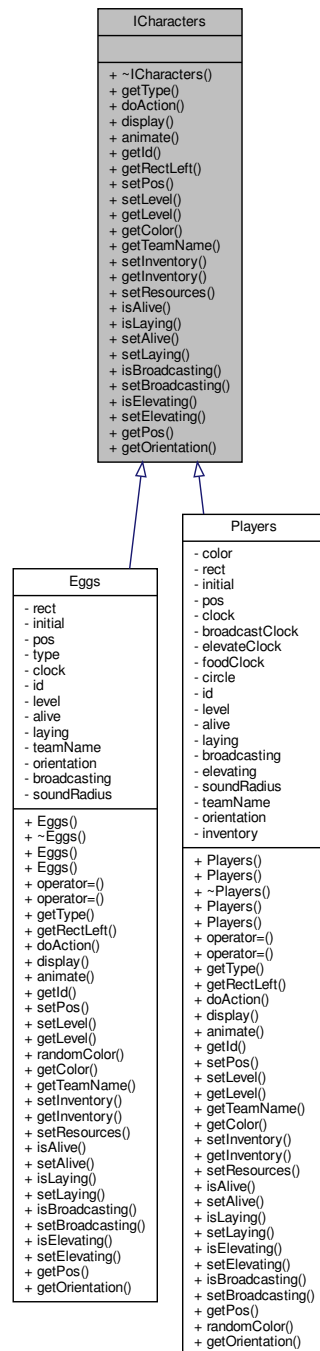 ICharacters
+ ~ICharacters()
+ getType()
+ doAction()
+ display()
+ animate()
+ getId()
+ getRectLeft()
+ setPos()
+ setLevel()
+ getLevel()
+ getColor()
+ getTeamName()
+ setInventory()
+ getInventory()
+ setResources()
+ isAlive()
+ isLaying()
+ setAlive()
+ setLaying()
+ isBroadcasting()
+ setBroadcasting()
+ isElevating()
+ setElevating()
+ getPos()
+ getOrientation()
Eggs
- rect
- initial
- pos
- type
- clock
- id
- level
- alive
- laying
- teamName
- orientation
- broadcasting
- soundRadius
+ Eggs()
+ ~Eggs()
+ Eggs()
+ Eggs()
+ operator=()
+ operator=()
+ getType()
+ getRectLeft()
+ doAction()
+ display()
+ animate()
+ getId()
+ setPos()
+ setLevel()
+ getLevel()
+ randomColor()
+ getColor()
+ getTeamName()
+ setInventory()
+ getInventory()
+ setResources()
+ isAlive()
+ setAlive()
+ isLaying()
+ setLaying()
+ isBroadcasting()
+ setBroadcasting()
+ isElevating()
+ setElevating()
+ getPos()
+ getOrientation()
Players
- color
- rect
- initial
- pos
- clock
- broadcastClock
- elevateClock
- foodClock
- circle
- id
- level
- alive
- laying
- broadcasting
- elevating
- soundRadius
- teamName
- orientation
- inventory
+ Players()
+ Players()
+ ~Players()
+ Players()
+ Players()
+ operator=()
+ operator=()
+ getType()
+ getRectLeft()
+ doAction()
+ display()
+ animate()
+ getId()
+ setPos()
+ setLevel()
+ getLevel()
+ getTeamName()
+ getColor()
+ setInventory()
+ getInventory()
+ setResources()
+ isAlive()
+ setAlive()
+ isLaying()
+ setLaying()
+ isElevating()
+ setElevating()
+ isBroadcasting()
+ setBroadcasting()
+ getPos()
+ randomColor()
+ getOrientation()